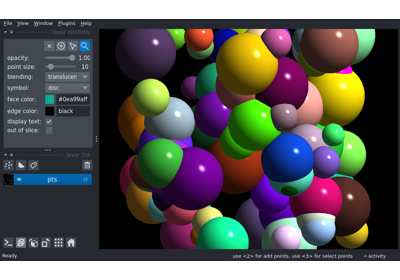 File View Window Plugins Help
layer controls
opacity: 1.00
point size: 10
blending: translucen
symbol: disc
face color: #0ea99aff
edge color: black
display text:
out of slice:
layer list
pts
Ready use <2> for add points, use <3> for select points activity